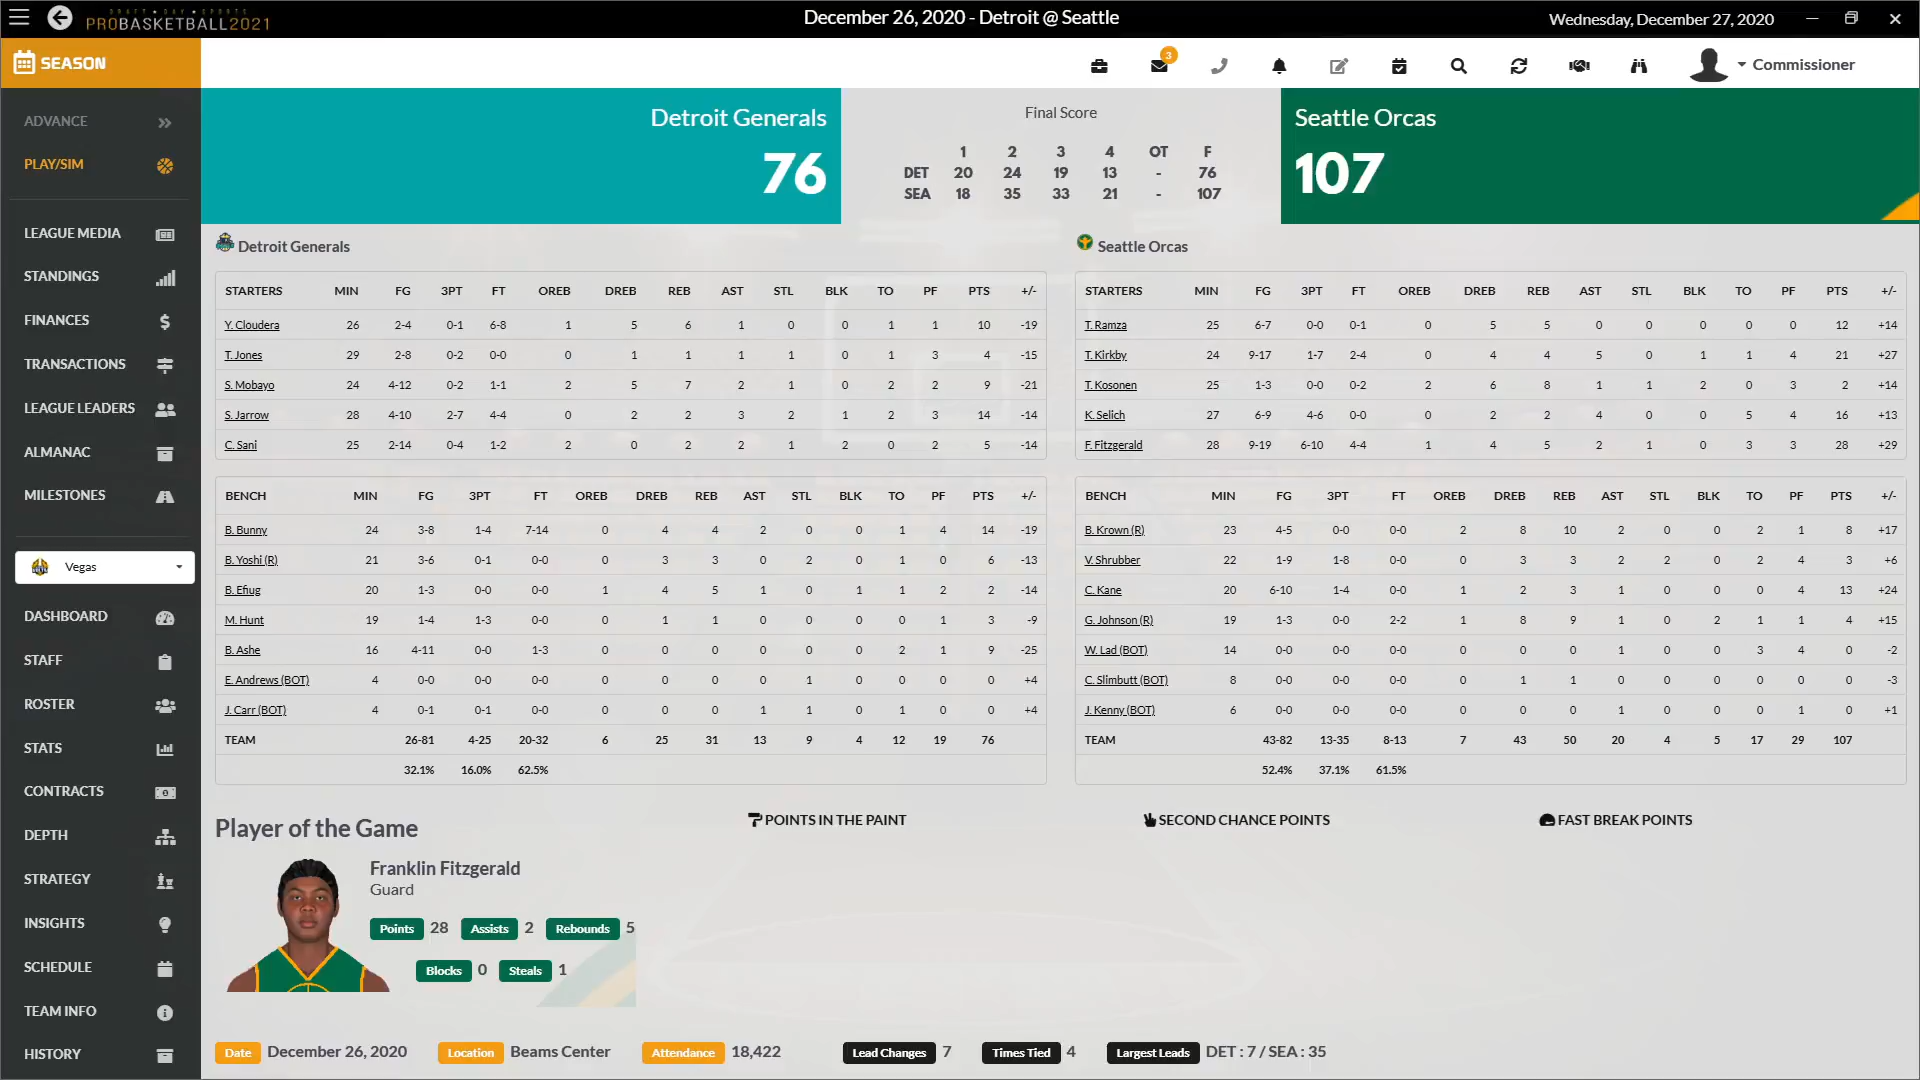 DRAFT DAY SPORTS
PROBASKETBALL2021
December 26, 2020 - Detroit @ Seattle
Wednesday, December 27, 2020
SEASON
3
Commissioner
ADVANCE
PLAY/SIM
LEAGUE MEDIA
STANDINGS
FINANCES
TRANSACTIONS
LEAGUE LEADERS
ALMANAC
MILESTONES
Vegas
DASHBOARD
STAFF
ROSTER
STATS
CONTRACTS
DEPTH
STRATEGY
INSIGHTS
SCHEDULE
TEAM INFO
HISTORY
Detroit Generals
76
Final Score
1 2 3 4 OT F
DET 20 24 19 13 - 76
SEA 18 35 33 21 - 107
Seattle Orcas
107
Detroit Generals
STARTERS MIN FG 3PT FT OREB DREB REB AST STL BLK TO PF PTS +/-
Y. Cloudera 26 2-4 0-1 6-8 1 5 6 1 0 0 1 1 10 -19
T. Jones 29 2-8 0-2 0-0 0 1 1 1 1 0 1 3 4 -15
S. Mobayo 24 4-12 0-2 1-1 2 5 7 2 1 0 2 2 9 -21
S. Jarrow 28 4-10 2-7 4-4 0 2 2 3 2 1 2 3 14 -14
C. Sani 25 2-14 0-4 1-2 2 0 2 2 1 2 0 2 5 -14
BENCH MIN FG 3PT FT OREB DREB REB AST STL BLK TO PF PTS +/-
B. Bunny 24 3-8 1-4 7-14 0 4 4 2 0 0 1 4 14 -19
B. Yoshi (R) 21 3-6 0-1 0-0 0 3 3 0 2 0 1 0 6 -13
B. Efiug 20 1-3 0-0 0-0 1 4 5 1 0 1 1 2 2 -14
M. Hunt 19 1-4 1-3 0-0 0 1 1 0 0 0 0 1 3 -9
B. Ashe 16 4-11 0-0 1-3 0 0 0 0 0 0 2 1 9 -25
E. Andrews (BOT) 4 0-0 0-0 0-0 0 0 0 0 1 0 0 0 0 +4
J. Carr (BOT) 4 0-1 0-1 0-0 0 0 0 1 1 0 1 0 0 +4
TEAM 26-81 4-25 20-32 6 25 31 13 9 4 12 19 76
32.1% 16.0% 62.5%
Seattle Orcas
STARTERS MIN FG 3PT FT OREB DREB REB AST STL BLK TO PF PTS +/-
T. Ramza 25 6-7 0-0 0-1 0 5 5 0 0 0 0 0 12 +14
T. Kirkby 24 9-17 1-7 2-4 0 4 4 5 0 1 1 4 21 +27
T. Kosonen 25 1-3 0-0 0-2 2 6 8 1 1 2 0 3 2 +14
K. Selich 27 6-9 4-6 0-0 0 2 2 4 0 0 5 4 16 +13
F. Fitzgerald 28 9-19 6-10 4-4 1 4 5 2 1 0 3 3 28 +29
BENCH MIN FG 3PT FT OREB DREB REB AST STL BLK TO PF PTS +/-
B. Krown (R) 23 4-5 0-0 0-0 2 8 10 2 0 0 2 1 8 +17
V. Shrubber 22 1-9 1-8 0-0 0 3 3 2 2 0 2 4 3 +6
C. Kane 20 6-10 1-4 0-0 1 2 3 1 0 0 0 4 13 +24
G. Johnson (R) 19 1-3 0-0 2-2 1 8 9 1 0 2 1 1 4 +15
W. Lad (BOT) 14 0-0 0-0 0-0 0 0 0 1 0 0 3 4 0 -2
C. Slimbutt (BOT) 8 0-0 0-0 0-0 0 1 1 0 0 0 0 0 0 -3
J. Kenny (BOT) 6 0-0 0-0 0-0 0 0 0 1 0 0 0 1 0 +1
TEAM 43-82 13-35 8-13 7 43 50 20 4 5 17 29 107
52.4% 37.1% 61.5%
Player of the Game
Franklin Fitzgerald
Guard
Points 28 Assists 2 Rebounds 5
Blocks 0 Steals 1
POINTS IN THE PAINT
SECOND CHANCE POINTS
FAST BREAK POINTS
Date December 26, 2020 Location Beams Center Attendance 18,422 Lead Changes 7 Times Tied 4 Largest Leads DET : 7 / SEA : 35